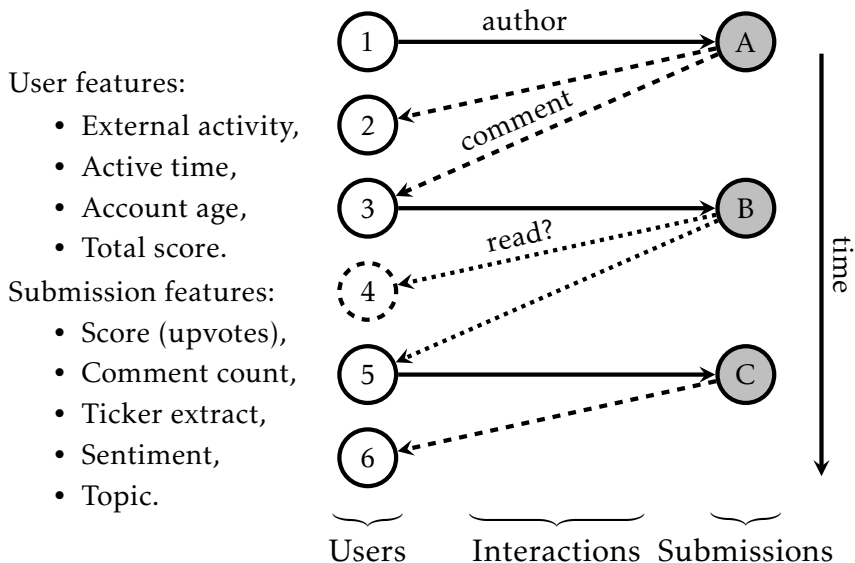 1
author
A
User features:
• External activity,
• Active time,
• Account age,
• Total score.
2
comment
3
B
read?
4
time
Submission features:
• Score (upvotes),
• Comment count,
• Ticker extract,
• Sentiment,
• Topic.
5
C
6
Users
Interactions
Submissions